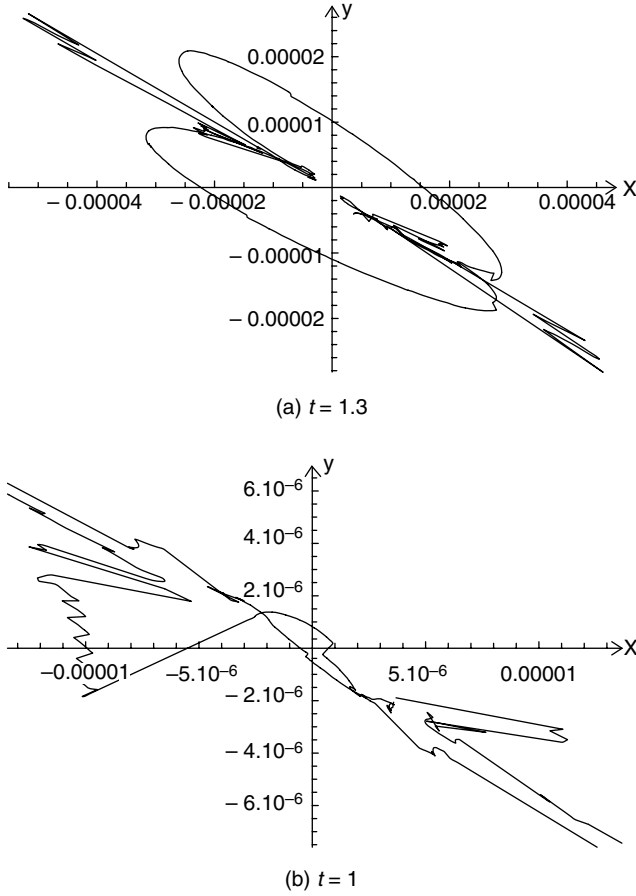 y
0.00002
0.00001
– 0.00004 – 0.00002 0.00002 0.00004 X
– 0.00001
– 0.00002
(a) t = 1.3
y
6.10⁻⁶
4.10⁻⁶
2.10⁻⁶
–0.00001 –5.10⁻⁶ 5.10⁻⁶ 0.00001 X
– 2.10⁻⁶
– 4.10⁻⁶
– 6.10⁻⁶
(b) t = 1